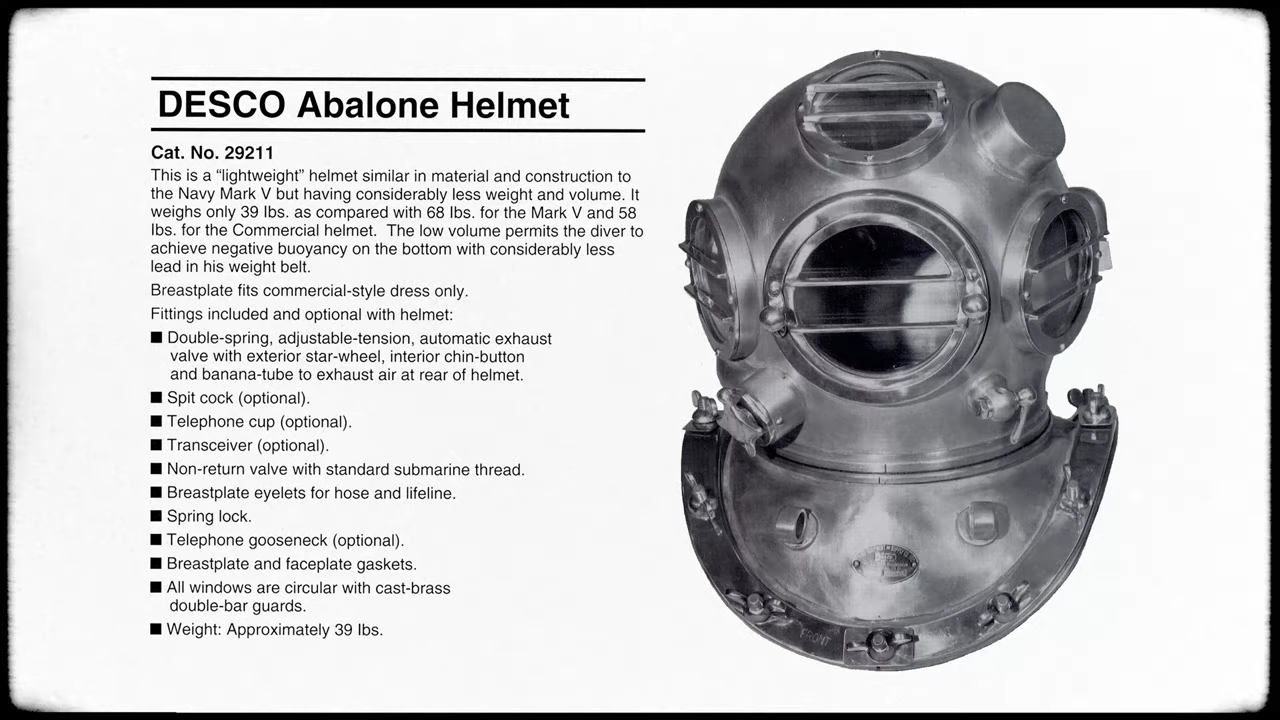 DESCO Abalone Helmet
Cat. No. 29211
This is a “lightweight” helmet similar in material and construction to
the Navy Mark V but having considerably less weight and volume. It
weighs only 39 lbs. as compared with 68 lbs. for the Mark V and 58
lbs. for the Commercial helmet. The low volume permits the diver to
achieve negative buoyancy on the bottom with considerably less
lead in his weight belt.
Breastplate fits commercial-style dress only.
Fittings included and optional with helmet:
■ Double-spring, adjustable-tension, automatic exhaust
valve with exterior star-wheel, interior chin-button
and banana-tube to exhaust air at rear of helmet.
■ Spit cock (optional).
■ Telephone cup (optional).
■ Transceiver (optional).
■ Non-return valve with standard submarine thread.
■ Breastplate eyelets for hose and lifeline.
■ Spring lock.
■ Telephone gooseneck (optional).
■ Breastplate and faceplate gaskets.
■ All windows are circular with cast-brass
double-bar guards.
■ Weight: Approximately 39 lbs.
FRONT